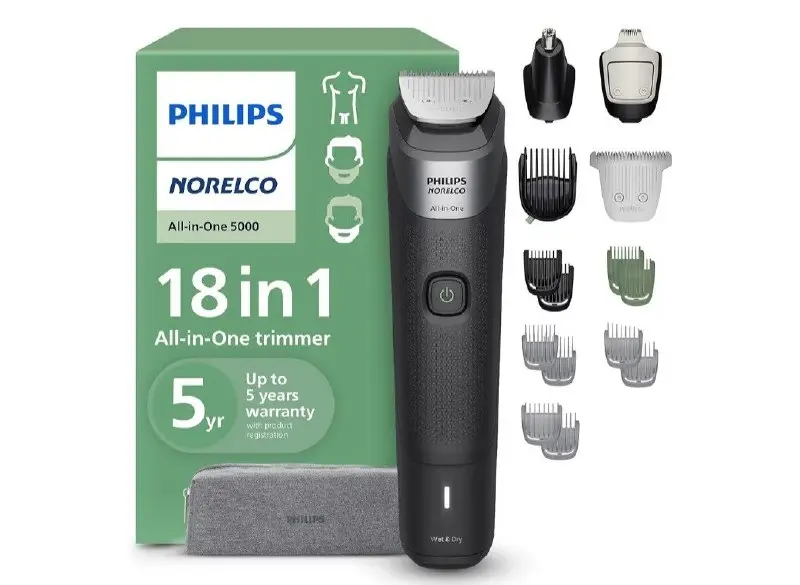 PHILIPS
NORELCO
All-in-One 5000
18 in 1
All-in-One trimmer
5yr
Up to
5 years
warranty
with product
registration
PHILIPS
PHILIPS
NORELCO
All-in-One
Wet & Dry